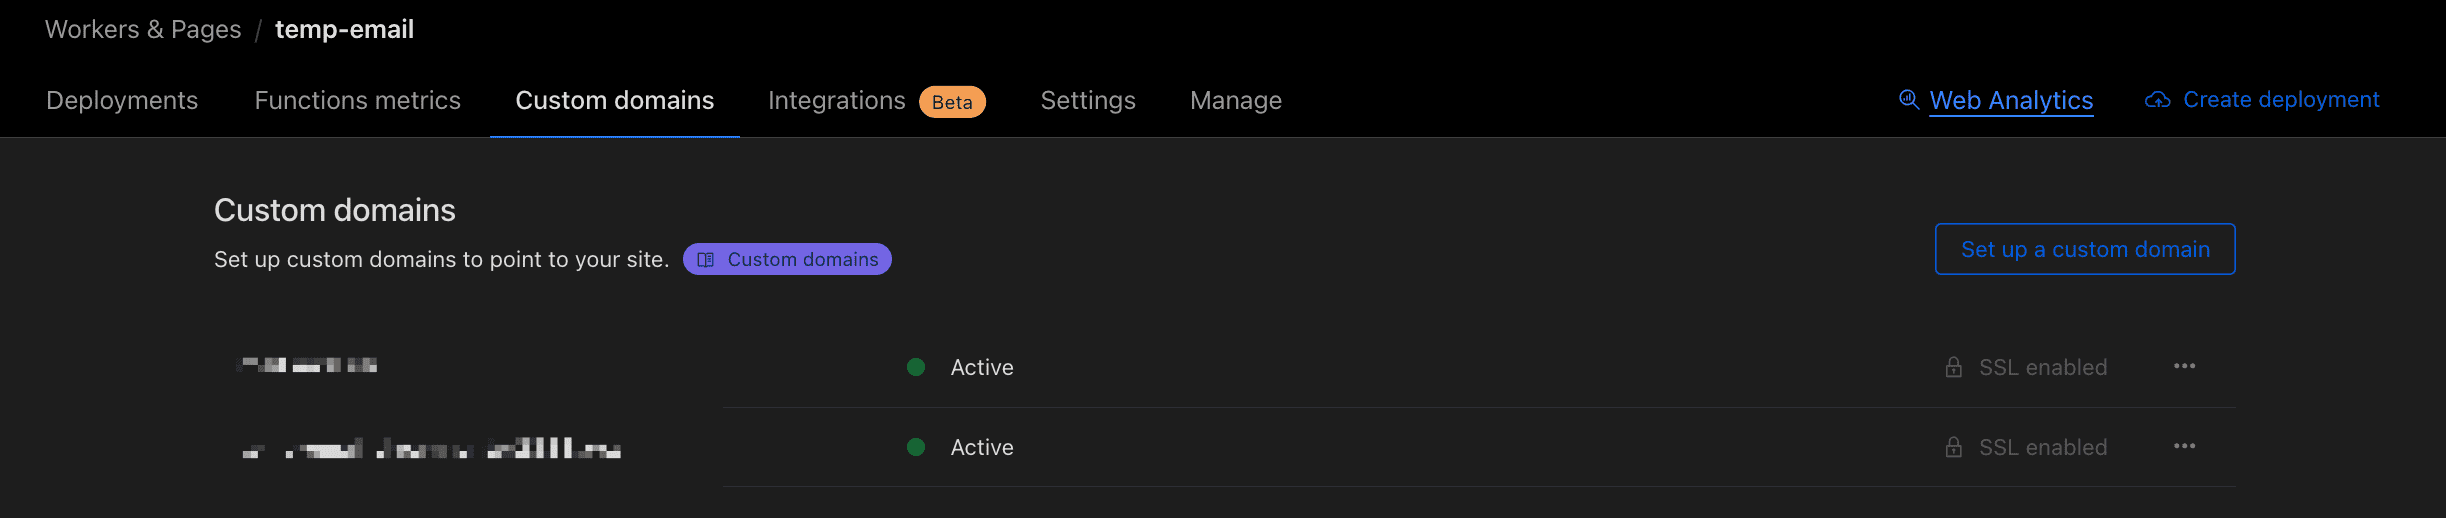 Workers & Pages / temp-email
Deployments Functions metrics Custom domains Integrations Beta Settings Manage Web Analytics Create deployment
Custom domains
Set up custom domains to point to your site. Custom domains
Set up a custom domain
Active SSL enabled
Active SSL enabled